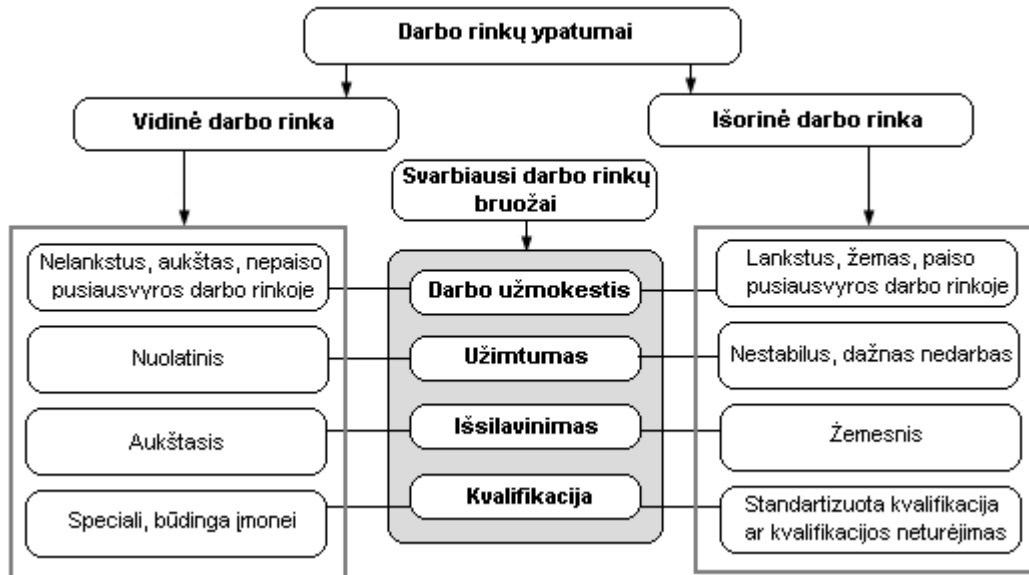 Darbo rinkų ypatumai
Vidinė darbo rinka
Išorinė darbo rinka
Svarbiausi darbo rinkų
bruožai
Nelankstus, aukštas, nepaiso
pusiausvyros darbo rinkoje
Darbo užmokestis
Lankstus, žemas, paiso
pusiausvyros darbo rinkoje
Nuolatinis
Užimtumas
Nestabilus, dažnas nedarbas
Aukštasis
Išsilavinimas
Žemesnis
Speciali, būdinga įmonei
Kvalifikacija
Standartizuota kvalifikacija
ar kvalifikacijos neturėjimas